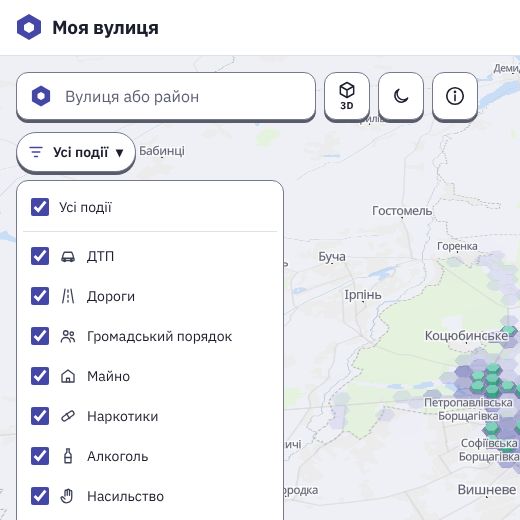 Моя вулиця
Вулиця або район
3D
Усі події ▼
Бабинці
Усі події
Гостомель
Горенка
ДТП
Буча
Дороги
Ірпінь
Громадський порядок
Коцюбинське
Майно
Петропавлівська
Борщагівка
Наркотики
Софіївська
Борщагівка
Алкоголь
Вишневе
Насильство